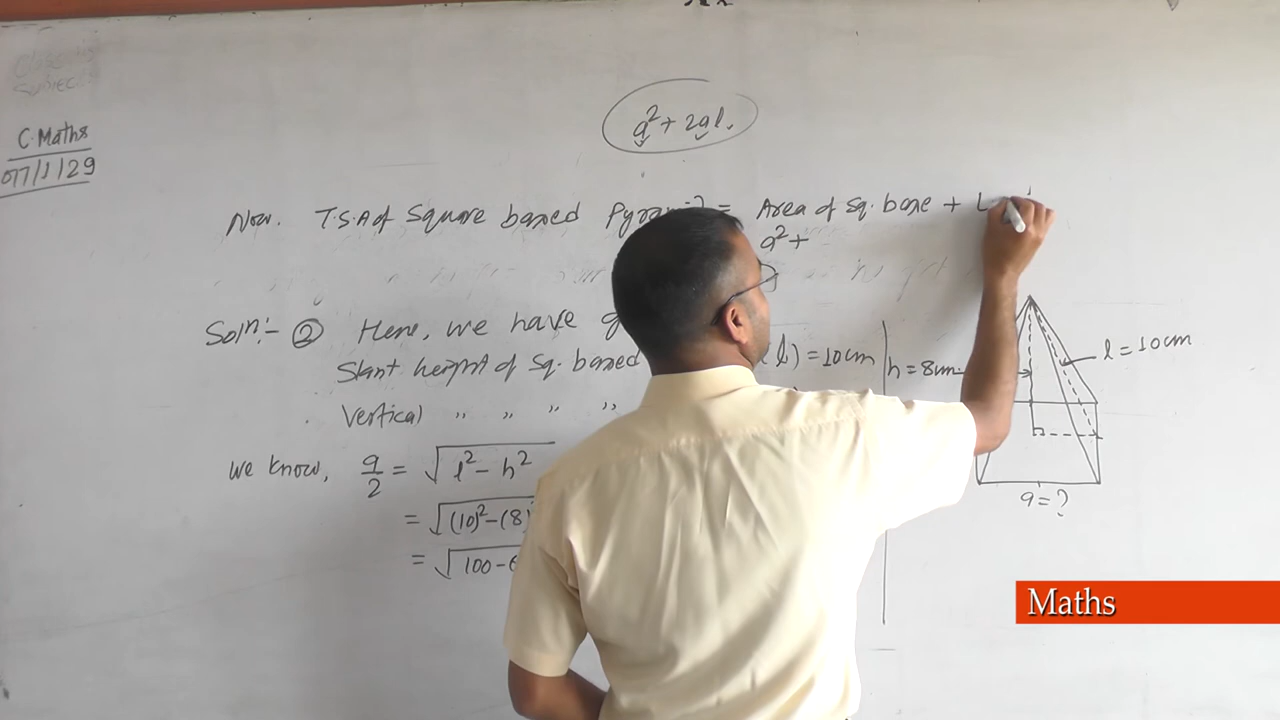 C. Maths
077/1/29
a² + 2al.
Now. T.S.A of Square based Pyramid = Area of sq. base + L
a² +
Solⁿ:- ② Here, we have
Slant height of sq. based (l) = 10cm
Vertical ,, ,, ,, ,,
We know, a/2 = √(l² - h²
= √(10)² - (8)
= √100 -
h = 8cm
l = 10cm
a = ?
Maths